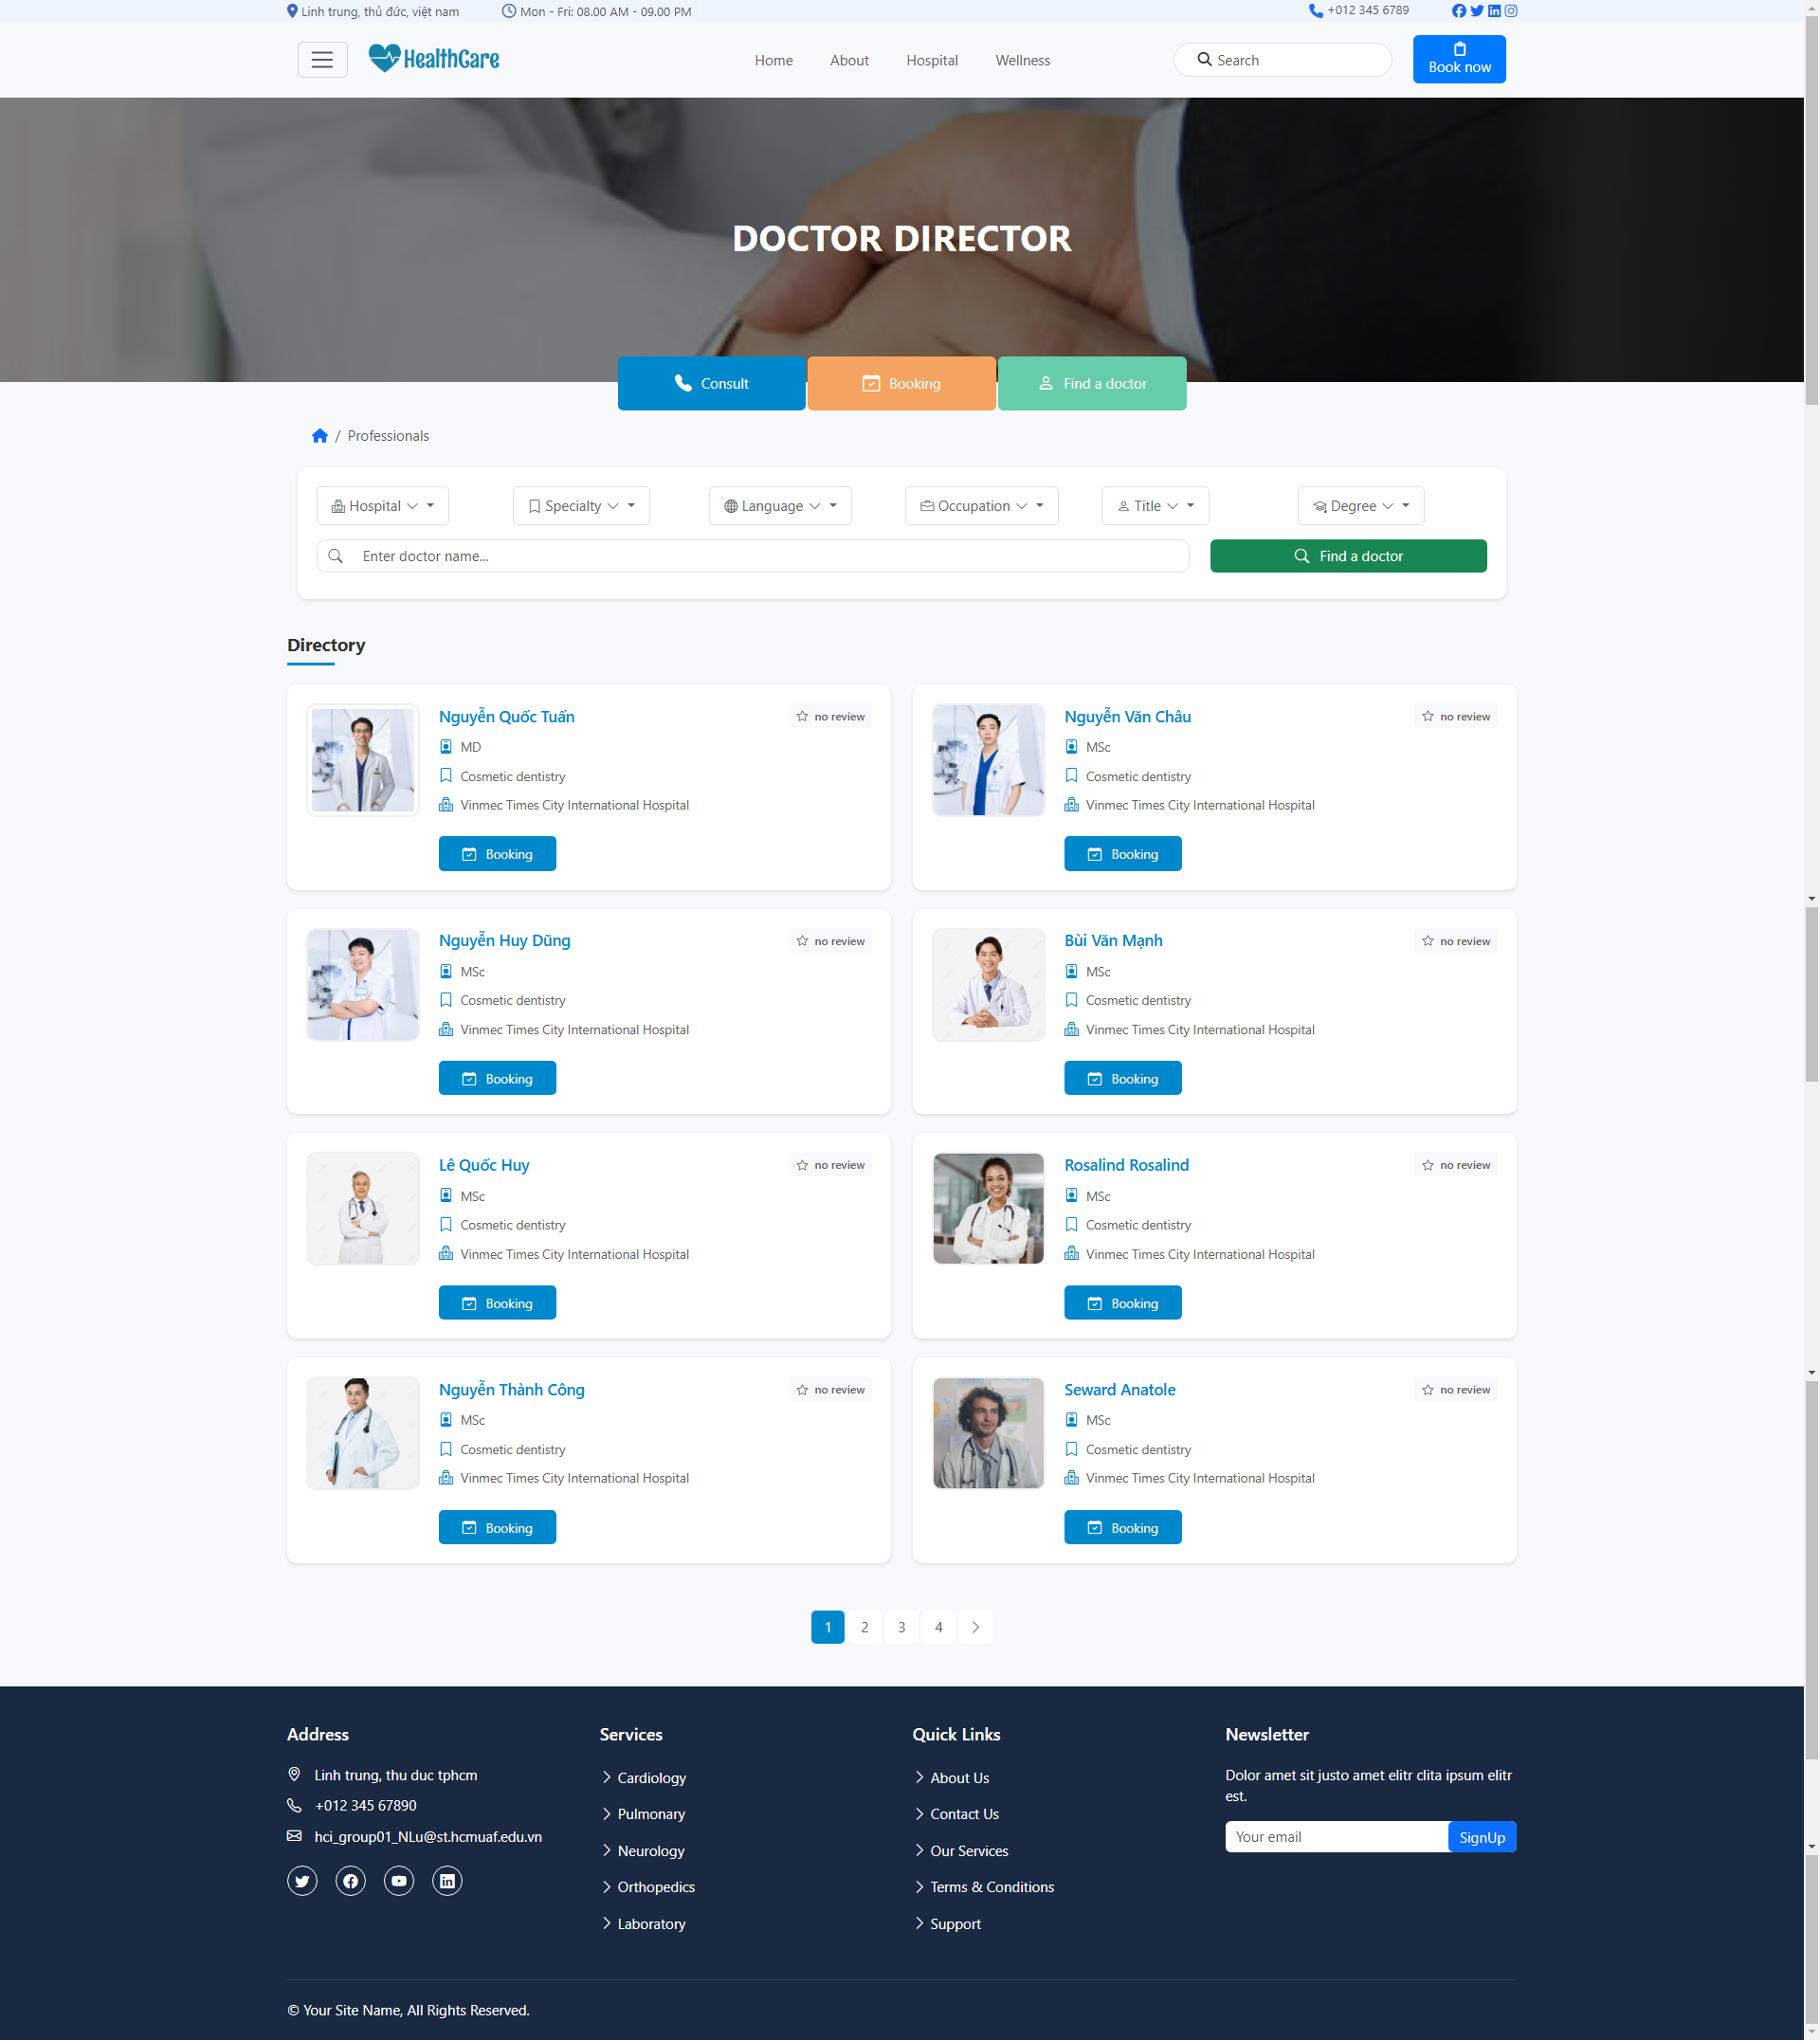 Linh trung, thủ đức, việt nam
Mon - Fri: 08.00 AM - 09.00 PM
+012 345 6789
HealthCare
Home
About
Hospital
Wellness
Search
Book now
DOCTOR DIRECTOR
Consult
Booking
Find a doctor
/ Professionals
Hospital
Specialty
Language
Occupation
Title
Degree
Enter doctor name...
Find a doctor
Directory
Nguyễn Quốc Tuấn
no review
MD
Cosmetic dentistry
Vinmec Times City International Hospital
Booking
Nguyễn Văn Châu
no review
MSc
Cosmetic dentistry
Vinmec Times City International Hospital
Booking
Nguyễn Huy Dũng
no review
MSc
Cosmetic dentistry
Vinmec Times City International Hospital
Booking
Bùi Văn Mạnh
no review
MSc
Cosmetic dentistry
Vinmec Times City International Hospital
Booking
Lê Quốc Huy
no review
MSc
Cosmetic dentistry
Vinmec Times City International Hospital
Booking
Rosalind Rosalind
no review
MSc
Cosmetic dentistry
Vinmec Times City International Hospital
Booking
Nguyễn Thành Công
no review
MSc
Cosmetic dentistry
Vinmec Times City International Hospital
Booking
Seward Anatole
no review
MSc
Cosmetic dentistry
Vinmec Times City International Hospital
Booking
1 2 3 4
Address
Linh trung, thu duc tphcm
+012 345 67890
hci_group01_NLu@st.hcmuaf.edu.vn
Services
Cardiology
Pulmonary
Neurology
Orthopedics
Laboratory
Quick Links
About Us
Contact Us
Our Services
Terms & Conditions
Support
Newsletter
Dolor amet sit justo amet elitr clita ipsum elitr
est.
Your email
SignUp
© Your Site Name, All Rights Reserved.